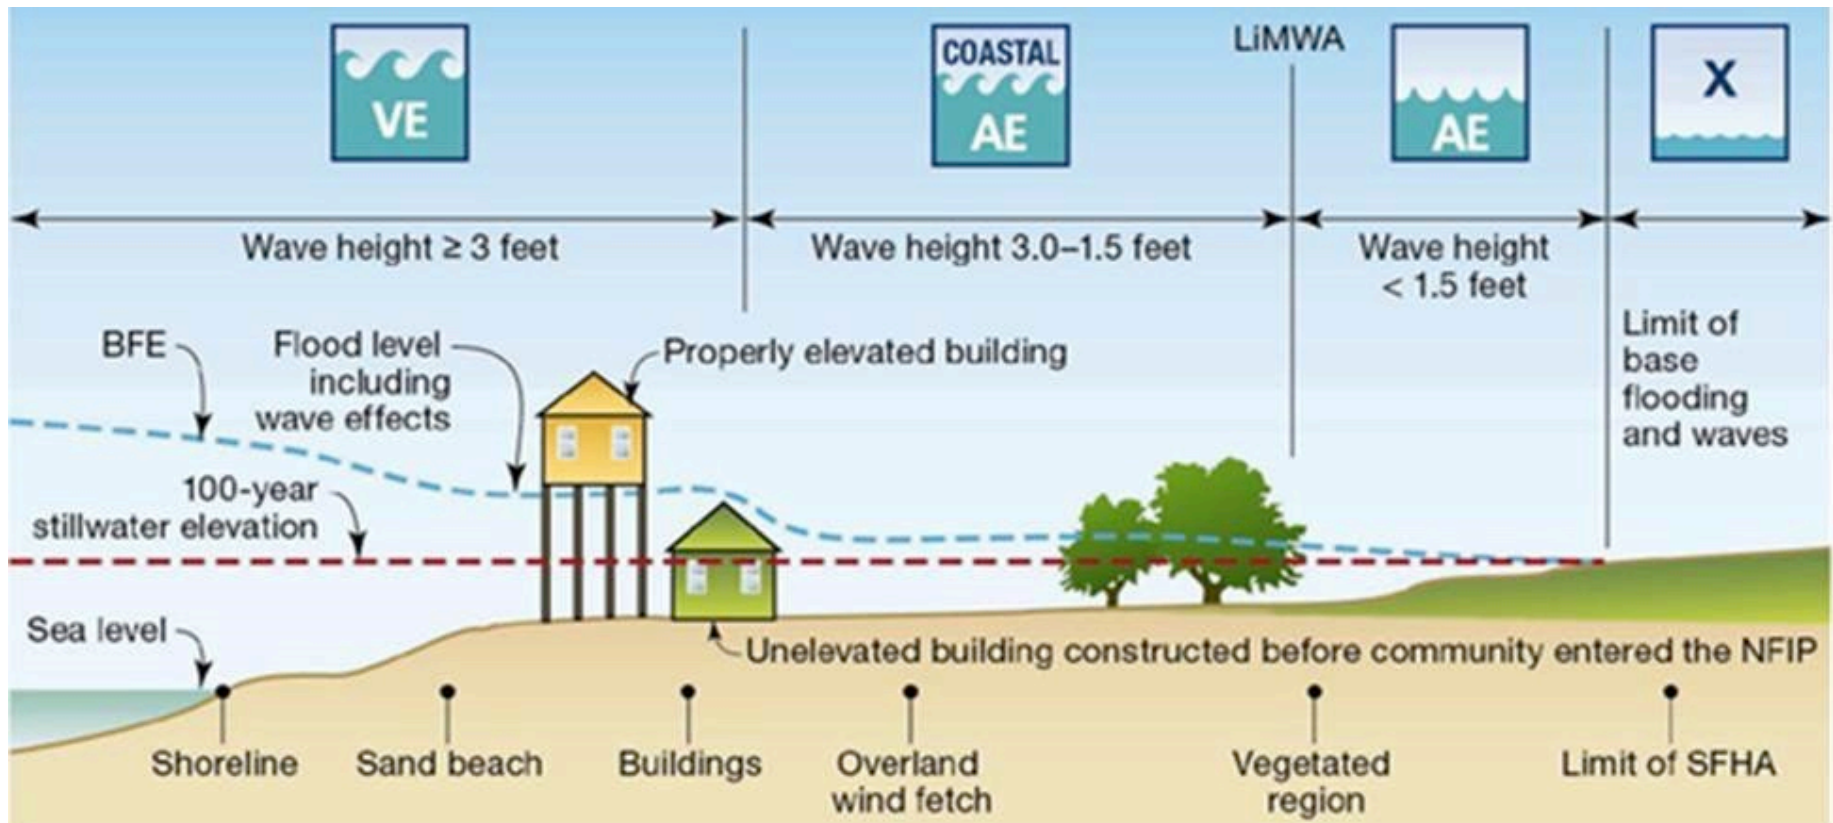 VE
COASTAL
AE
LiMWA
AE
X
Wave height ≥ 3 feet
Wave height 3.0–1.5 feet
Wave height
< 1.5 feet
BFE
Flood level
including
wave effects
Properly elevated building
Limit of
base
flooding
and waves
100-year
stillwater elevation
Sea level
Unelevated building constructed before community entered the NFIP
Shoreline
Sand beach
Buildings
Overland
wind fetch
Vegetated
region
Limit of SFHA